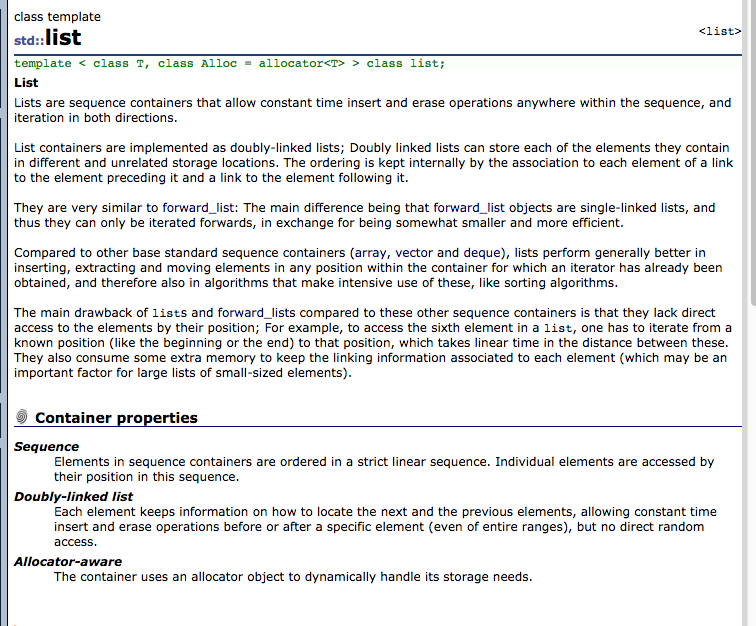 class template
std::list
<list>
template < class T, class Alloc = allocator<T> > class list;
List
Lists are sequence containers that allow constant time insert and erase operations anywhere within the sequence, and
iteration in both directions.
List containers are implemented as doubly-linked lists; Doubly linked lists can store each of the elements they contain
in different and unrelated storage locations. The ordering is kept internally by the association to each element of a link
to the element preceding it and a link to the element following it.
They are very similar to forward_list: The main difference being that forward_list objects are single-linked lists, and
thus they can only be iterated forwards, in exchange for being somewhat smaller and more efficient.
Compared to other base standard sequence containers (array, vector and deque), lists perform generally better in
inserting, extracting and moving elements in any position within the container for which an iterator has already been
obtained, and therefore also in algorithms that make intensive use of these, like sorting algorithms.
The main drawback of lists and forward_lists compared to these other sequence containers is that they lack direct
access to the elements by their position; For example, to access the sixth element in a list, one has to iterate from a
known position (like the beginning or the end) to that position, which takes linear time in the distance between these.
They also consume some extra memory to keep the linking information associated to each element (which may be an
important factor for large lists of small-sized elements).
Container properties
Sequence
Elements in sequence containers are ordered in a strict linear sequence. Individual elements are accessed by
their position in this sequence.
Doubly-linked list
Each element keeps information on how to locate the next and the previous elements, allowing constant time
insert and erase operations before or after a specific element (even of entire ranges), but no direct random
access.
Allocator-aware
The container uses an allocator object to dynamically handle its storage needs.